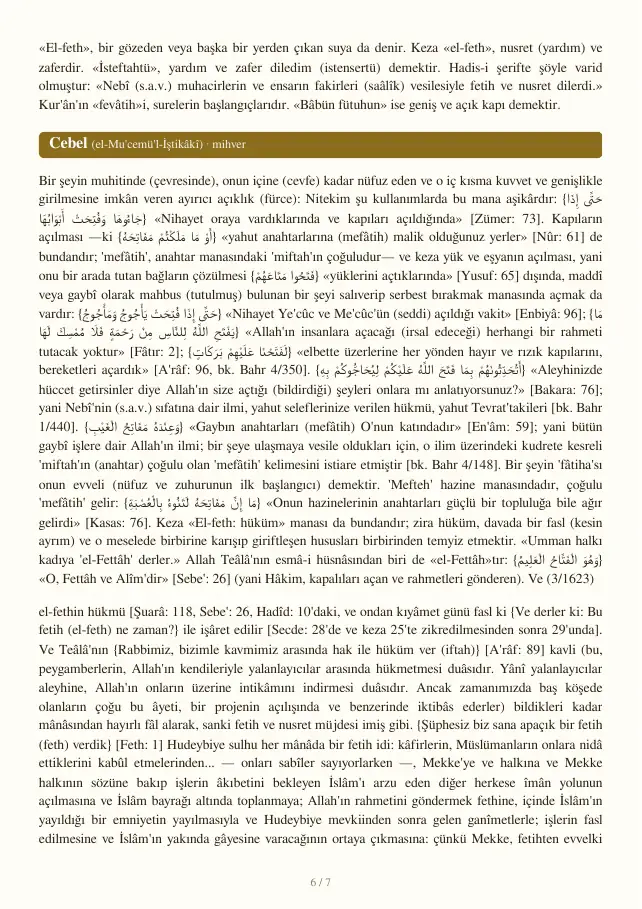 «El-feth», bir gözeden veya başka bir yerden çıkan suya da denir. Keza «el-feth», nusret (yardım) ve
zaferdir. «İsteftahtü», yardım ve zafer diledim (istensertü) demektir. Hadis-i şerifte şöyle varid
olmuştur: «Nebî (s.a.v.) muhacirlerin ve ensarın fakirleri (saâlîk) vesilesiyle fetih ve nusret dilerdi.»
Kur'ân'ın «fevâtih»i, surelerin başlangıçlarıdır. «Bâbün fütuhun» ise geniş ve açık kapı demektir.
Cebel (el-Mu'cemü'l-İştikâkî) · mihver
Bir şeyin muhitinde (çevresinde), onun içine (cevfe) kadar nüfuz eden ve o iç kısma kuvvet ve genişlikle
girilmesine imkân veren ayırıcı açıklık (fürce): Nitekim şu kullanımlarda bu mana aşikârdır: {حَتَّى إِذَا
جَاءُوهَا وَفُتِحَتْ أَبْوَابُهَا} «Nihayet oraya vardıklarında ve kapıları açıldığında» [Zümer: 73]. Kapıların
açılması —ki {أَوْ مَا مَلَكْتُمْ مَفَاتِحَهُ} «yahut anahtarlarına (mefâtih) malik olduğunuz yerler» [Nûr: 61] de
bundandır; 'mefâtih', anahtar manasındaki 'miftah'ın çoğuludur— ve keza yük ve eşyanın açılması, yani
onu bir arada tutan bağların çözülmesi {فَتَحُوا مَتَاعَهُمْ} «yüklerini açtıklarında» [Yusuf: 65] dışında, maddî
veya gaybî olarak mahbus (tutulmuş) bulunan bir şeyi salıverip serbest bırakmak manasında açmak da
vardır: {حَتَّى إِذَا فُتِحَتْ يَأْجُوجُ وَمَأْجُوجُ} «Nihayet Ye'cûc ve Me'cûc'ün (seddi) açıldığı vakit» [Enbiyâ: 96]; {مَا
يَفْتَحِ اللَّهُ لِلنَّاسِ مِنْ رَحْمَةٍ فَلَا مُمْسِكَ لَهَا} «Allah'ın insanlara açacağı (irsal edeceği) herhangi bir rahmeti
tutacak yoktur» [Fâtır: 2]; {لَفَتَحْنَا عَلَيْهِمْ بَرَكَاتٍ} «elbette üzerlerine her yönden hayır ve rızık kapılarını,
bereketleri açardık» [A'râf: 96, bk. Bahr 4/350]. {أَتُحَدِّثُونَهُمْ بِمَا فَتَحَ اللَّهُ عَلَيْكُمْ لِيُحَاجُّوكُمْ بِهِ} «Aleyhinizde
hüccet getirsinler diye Allah'ın size açtığı (bildirdiği) şeyleri onlara mı anlatıyorsunuz?» [Bakara: 76];
yani Nebî'nin (s.a.v.) sıfatına dair ilmi, yahut seleflerinize verilen hükmü, yahut Tevrat'takileri [bk. Bahr
1/440]. {وَعِنْدَهُ مَفَاتِحُ الْغَيْبِ} «Gaybın anahtarları (mefâtih) O'nun katındadır» [En'âm: 59]; yani bütün
gaybî işlere dair Allah'ın ilmi; bir şeye ulaşmaya vesile oldukları için, o ilim üzerindeki kudrete kesreli
'miftah'ın (anahtar) çoğulu olan 'mefâtih' kelimesini istiare etmiştir [bk. Bahr 4/148]. Bir şeyin 'fâtiha'sı
onun evveli (nüfuz ve zuhurunun ilk başlangıcı) demektir. 'Mefteh' hazine manasınadadır, çoğulu
'mefâtih' gelir: {مَا إِنَّ مَفَاتِحَهُ لَتَنُوءُ بِالْعُصْبَةِ} «Onun hazinelerinin anahtarları güçlü bir topluluğa bile ağır
gelirdi» [Kasas: 76]. Keza «El-feth: hüküm» manası da bundandır; zira hüküm, davada bir fasl (kesin
ayrım) ve o meselede birbirine karışıp giriftleşen hususları birbirinden temyiz etmektir. «Umman halkı
kadıya 'el-Fettâh' derler.» Allah Teâlâ'nın esmâ-i hüsnâsından biri de «el-Fettâh»tır: {وَهُوَ الْفَتَّاحُ الْعَلِيمُ}
«O, Fettâh ve Alîm'dir» [Sebe': 26] (yani Hâkim, kapalıları açan ve rahmetleri gönderen). Ve (3/1623)
el-fethin hükmü [Şuarâ: 118, Sebe': 26, Hadîd: 10'daki, ve ondan kıyâmet günü fasl ki {Ve derler ki: Bu
fetih (el-feth) ne zaman?} ile işâret edilir [Secde: 28'de ve keza 25'te zikredilmesinden sonra 29'unda].
Ve Teâlâ'nın {Rabbimiz, bizimle kavmimiz arasında hak ile hüküm ver (iftah)} [A'râf: 89] kavli (bu,
peygamberlerin, Allah'ın kendileriyle yalanlayıcılar arasında hükmetmesi duâsıdır. Yânî yalanlayıcılar
aleyhine, Allah'ın onların üzerine intikâmını indirmesi duâsıdır. Ancak zamanımızda baş köşede
olanların çoğu bu âyeti, bir projenin açılışında ve benzerinde iktibâs ederler) bildikleri kadar
mânâsından hayırlı fâl alarak, sanki fetih ve nusret müjdesi imiş gibi. {Şüphesiz biz sana apaçık bir fetih
(feth) verdik} [Feth: 1] Hudeybiye sulhu her mânâda bir fetih idi: kâfirlerin, Müslümanların onlara nidâ
ettiklerini kabûl etmelerinden... — onları sabîler sayıyorlarken —, Mekke'ye ve halkına ve Mekke
halkının sözüne bakıp işlerin âkıbetini bekleyen İslâm'ı arzu eden diğer herkese îmân yolunun
açılmasına ve İslâm bayrağı altında toplanmaya; Allah'ın rahmetini göndermek fethine, içinde İslâm'ın
yayıldığı bir emniyetin yayılmasıyla ve Hudeybiye mevkiinden sonra gelen ganîmetlerle; işlerin fasl
edilmesine ve İslâm'ın yakında gâyesine varacağının ortaya çıkmasına: çünkü Mekke, fetihten evvelki
6 / 7